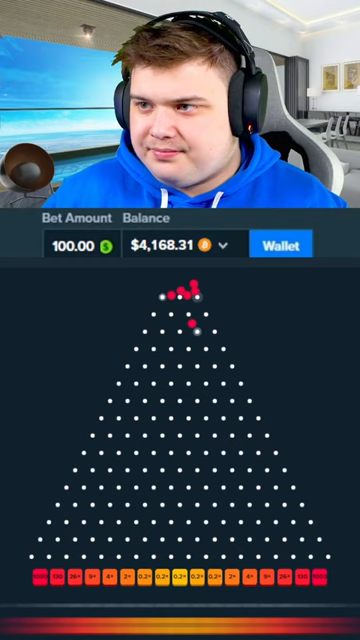 Bet Amount Balance
100.00 $4,168.31 Wallet
1000 130 26× 9× 4× 2× 0.2× 0.2× 0.2× 0.2× 0.2× 2× 4× 9× 26× 130 1000